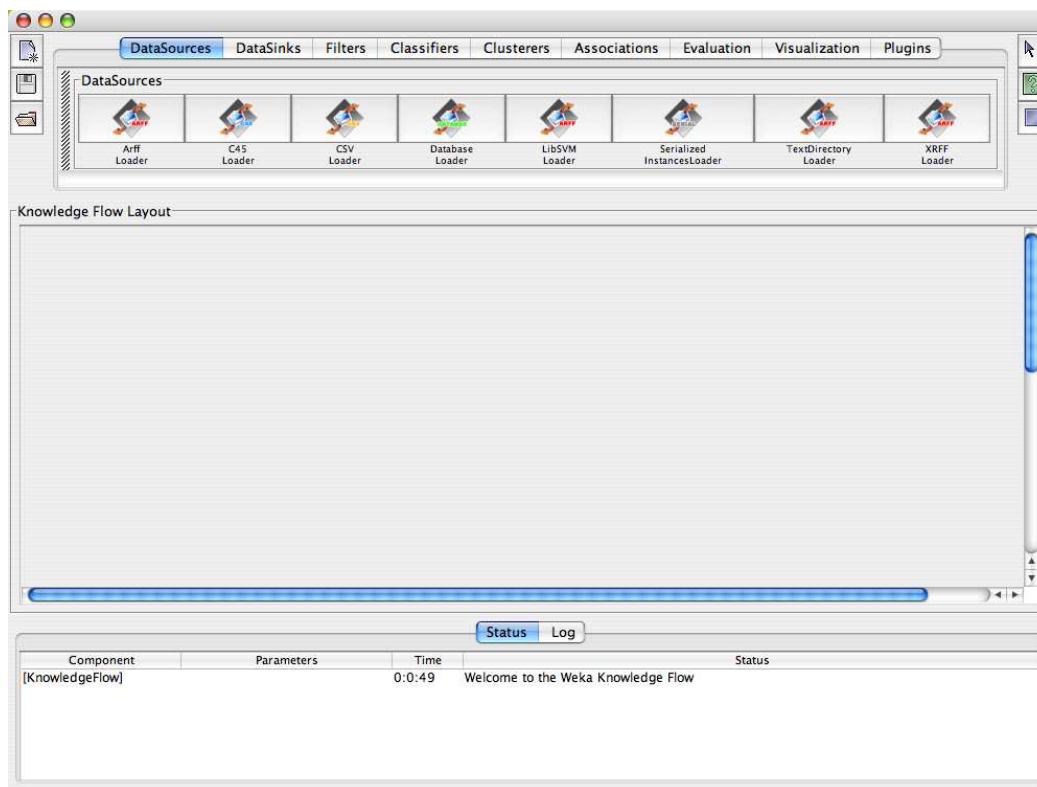 DataSources DataSinks Filters Classifiers Clusterers Associations Evaluation Visualization Plugins
DataSources
Arff Loader
C45 Loader
CSV Loader
Database Loader
LibSVM Loader
Serialized InstancesLoader
TextDirectory Loader
XRFF Loader
Knowledge Flow Layout
Status Log
Component Parameters Time Status
[KnowledgeFlow] 0:0:49 Welcome to the Weka Knowledge Flow